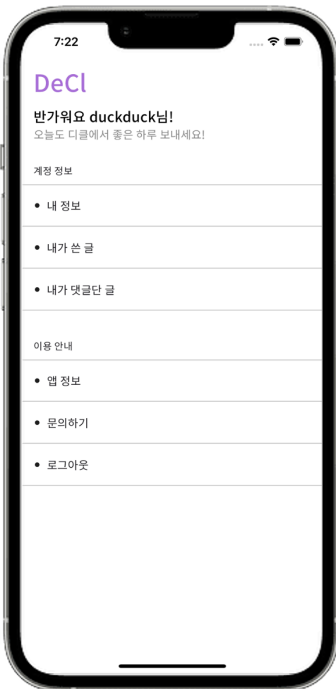 7:22
DeCl
반가워요 duckduck님!
오늘도 디클에서 좋은 하루 보내세요!
계정 정보
• 내 정보
• 내가 쓴 글
• 내가 댓글단 글
이용 안내
• 앱 정보
• 문의하기
• 로그아웃